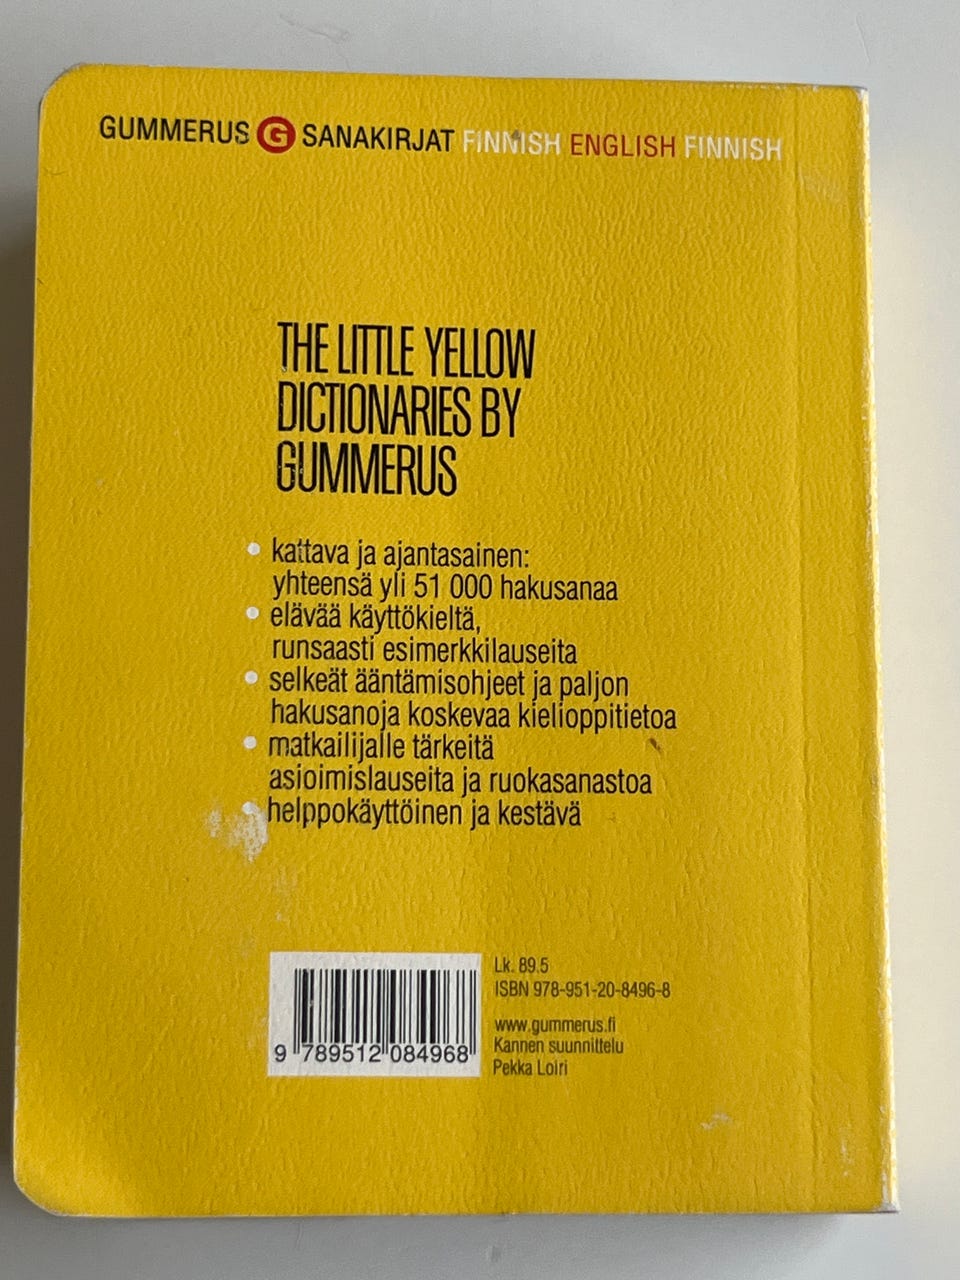 GUMMERUS G SANAKIRJAT FINNISH ENGLISH FINNISH
THE LITTLE YELLOW
DICTIONARIES BY
GUMMERUS
• kattava ja ajantasainen:
yhteensä yli 51 000 hakusanaa
• elävää käyttökieltä,
runsaasti esimerkkilauseita
• selkeät ääntämisohjeet ja paljon
hakusanoja koskevaa kielioppitietoa
• matkailijalle tärkeitä
asioimislauseita ja ruokasanastoa
• helppokäyttöinen ja kestävä
Lk. 89.5
ISBN 978-951-20-8496-8
www.gummerus.fi
Kannen suunnittelu
Pekka Loiri
9 789512 084968